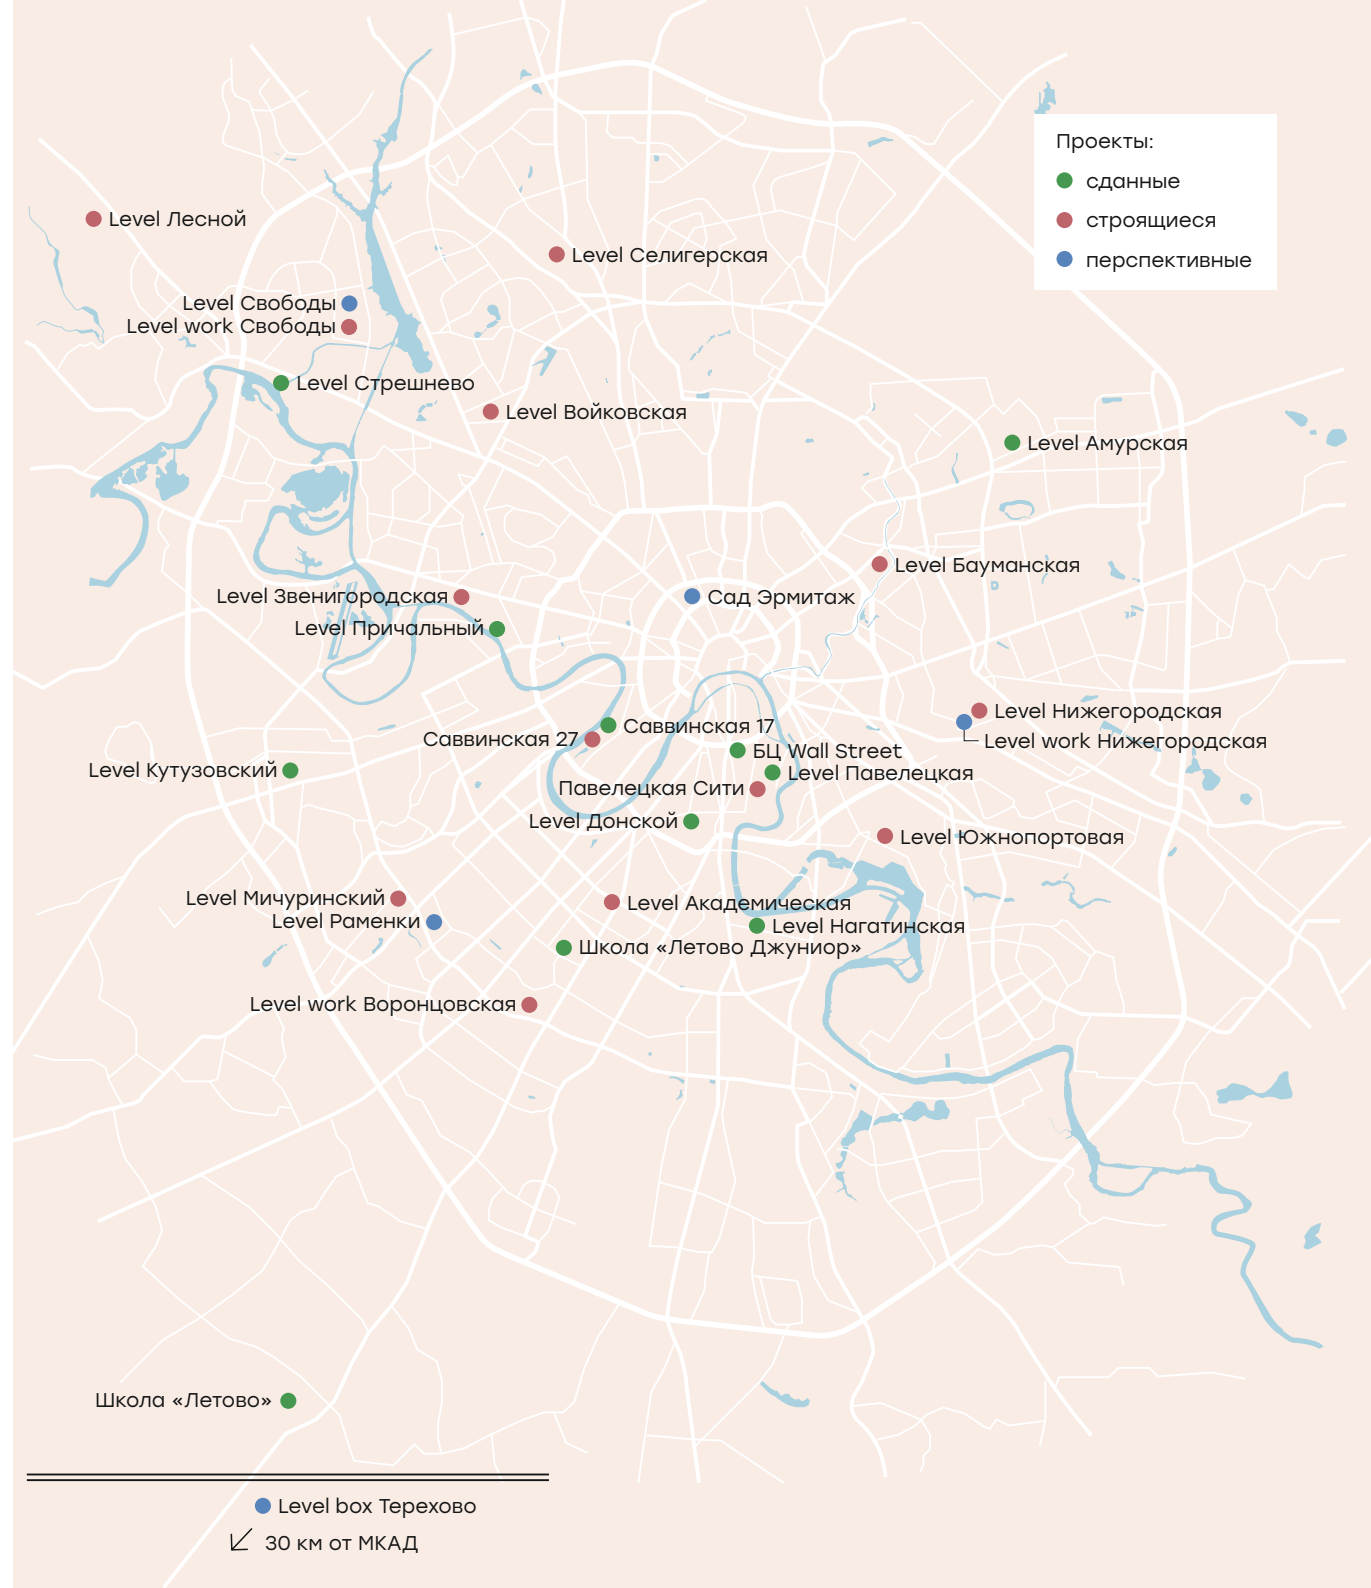 Проекты:
сданные
строящиеся
перспективные
Level Лесной
Level Селигерская
Level Свободы
Level work Свободы
Level Стрешнево
Level Войковская
Level Амурская
Level Бауманская
Level Звенигородская
Сад Эрмитаж
Level Причальный
Level Нижегородская
Саввинская 17
Саввинская 27
Level work Нижегородская
БЦ Wall Street
Level Кутузовский
Level Павелецкая
Павелецкая Сити
Level Донской
Level Южнопортовая
Level Мичуринский
Level Академическая
Level Раменки
Level Нагатинская
Школа «Летово Джуниор»
Level work Воронцовская
Школа «Летово»
Level box Терехово
30 км от МКАД